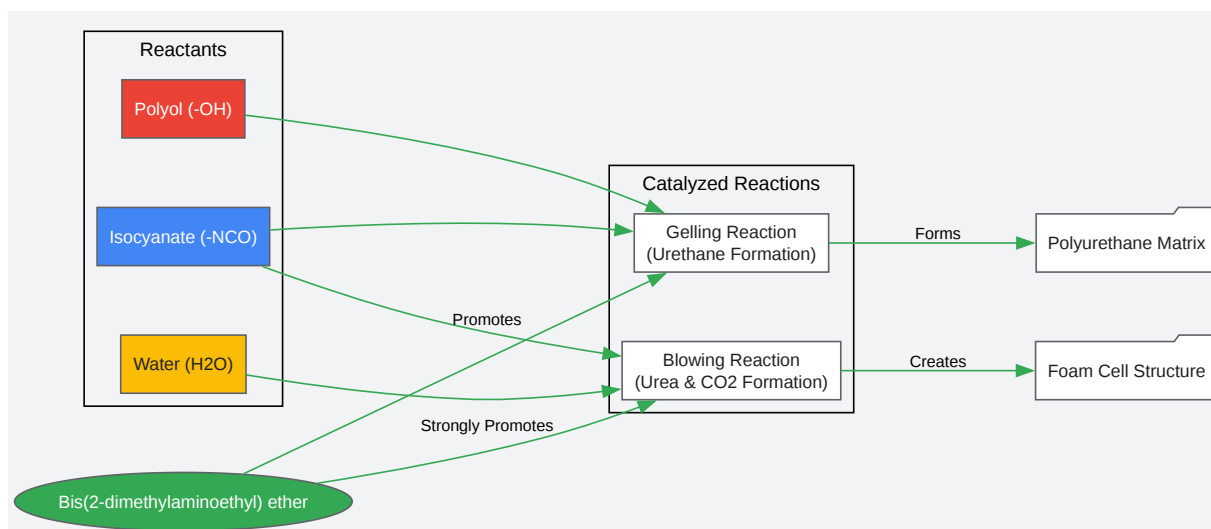 Reactants
Polyol (-OH)
Isocyanate (-NCO)
Water (H2O)
Bis(2-dimethylaminoethyl) ether
Promotes
Strongly Promotes
Catalyzed Reactions
Gelling Reaction
(Urethane Formation)
Blowing Reaction
(Urea & CO2 Formation)
Forms
Creates
Polyurethane Matrix
Foam Cell Structure